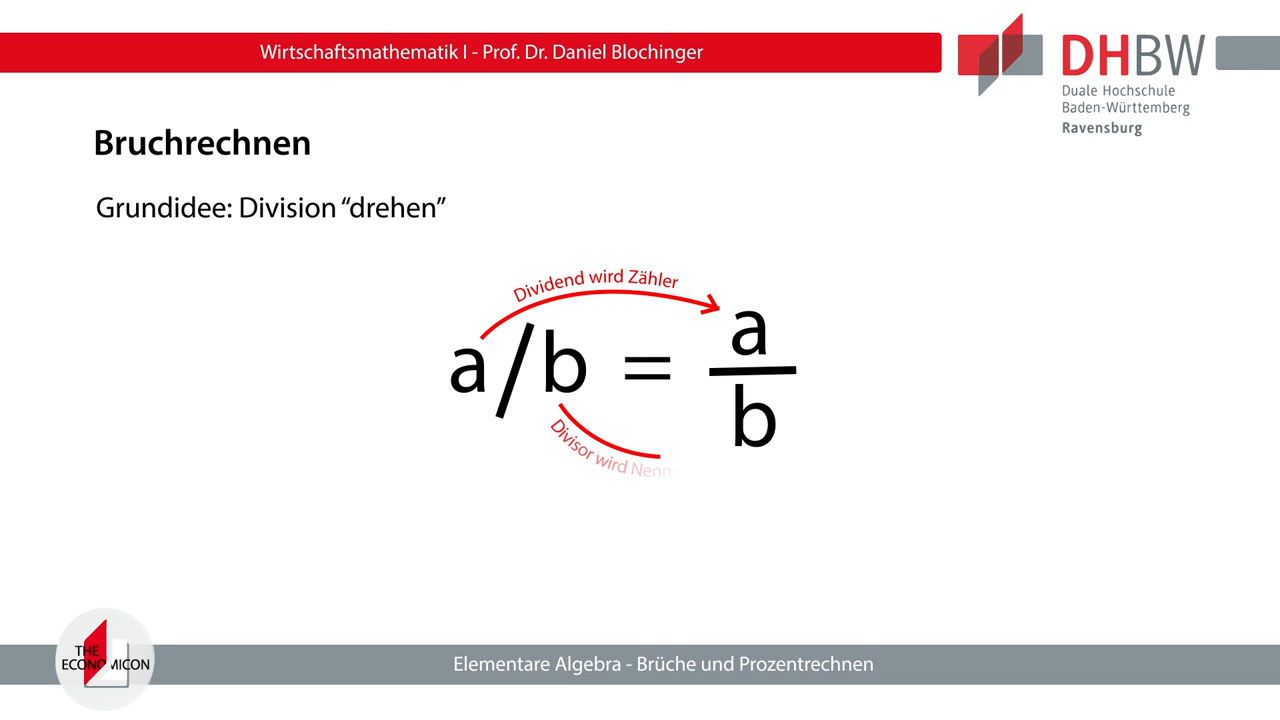 Wirtschaftsmathematik I - Prof. Dr. Daniel Blochinger
DHBW
Duale Hochschule
Baden-Württemberg
Ravensburg
Bruchrechnen
Grundidee: Division “drehen”
Dividend wird Zähler
a/b = a
b
Divisor wird Nenne
THE
ECONOMICON
Elementare Algebra - Brüche und Prozentrechnen